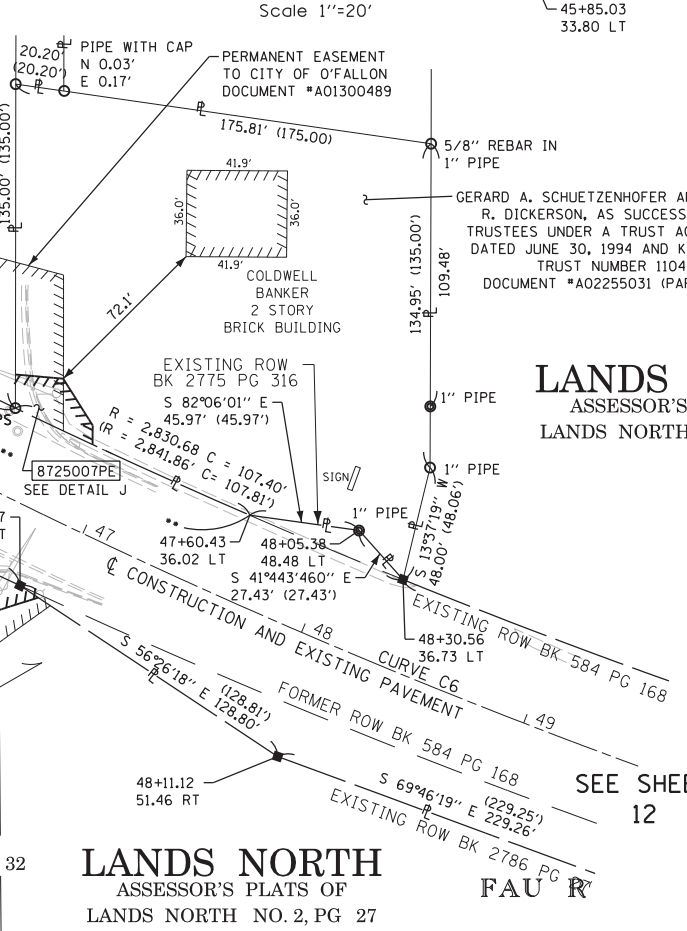 Scale 1"=20'
45+85.03
33.80 LT
20.20'
(20.20')
PIPE WITH CAP
N 0.03'
E 0.17'
PERMANENT EASEMENT
TO CITY OF O'FALLON
DOCUMENT #A01300489
175.81' (175.00)
5/8" REBAR IN
1" PIPE
135.00' (135.00')
41.9'
36.0'
36.0'
41.9'
COLDWELL
BANKER
2 STORY
BRICK BUILDING
72.1'
GERARD A. SCHUETZENHOFER A
R. DICKERSON, AS SUCCESS
TRUSTEES UNDER A TRUST A
DATED JUNE 30, 1994 AND K
TRUST NUMBER 1104
DOCUMENT #A02255031 (PA
134.95' (135.00')
109.48'
EXISTING ROW
BK 2775 PG 316
S 82°06'01" E
45.97' (45.97')
LANDS
ASSESSOR'S
LANDS NORTH
1" PIPE
R = 2,830.68 C = 107.40'
(R = 2,841.86' C= 107.81')
PS
8725007PE
SEE DETAIL J
SIGN
1" PIPE
1" PIPE
S 13°37'19" W
48.00' (48.06')
47+60.43
36.02 LT
48+05.38
48.48 LT
S 41°443'460" E
27.43' (27.43')
7
T
47
℄ CONSTRUCTION AND EXISTING PAVEMENT
48
CURVE C6
49
EXISTING ROW BK 584 PG 168
48+30.56
36.73 LT
S 56°26'18" E 128.80'
(128.81')
FORMER ROW BK 584 PG 168
48+11.12
51.46 RT
S 69°46'19" E 229.26'
(229.25')
EXISTING ROW BK 2786 PG
SEE SHEE
12
32
LANDS NORTH
ASSESSOR'S PLATS OF
LANDS NORTH NO. 2, PG 27
FAU R